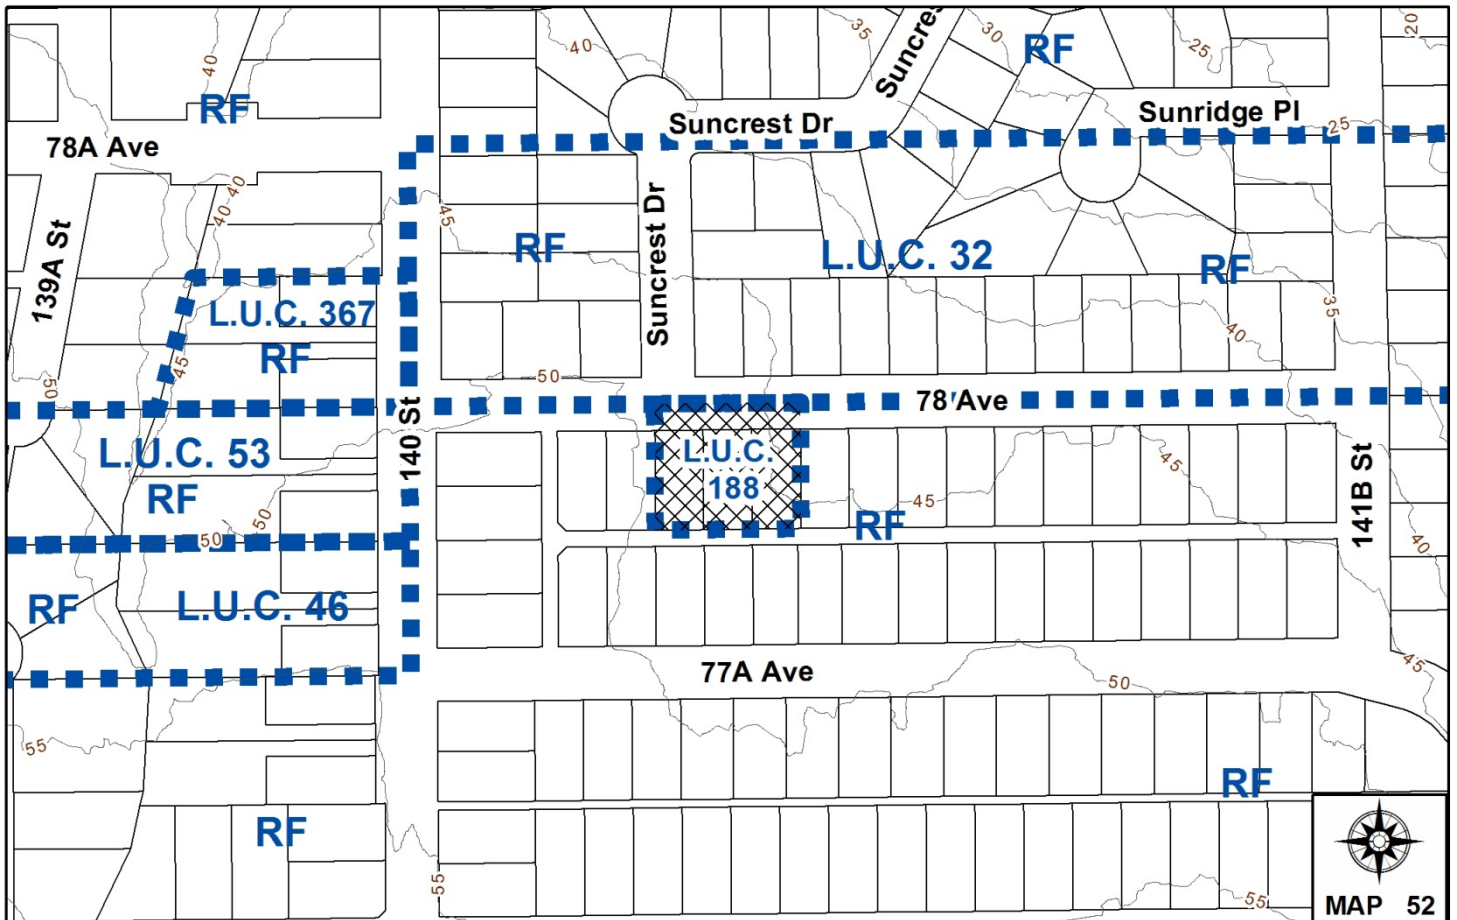 20
35
30
RF
25
40
Suncres
40
RF
Suncrest Dr
Sunridge Pl
25
78A Ave
40
40
45
139A St
Suncrest Dr
RF
L.U.C. 32
RF
L.U.C. 367
35
40
RF
45
50
50
78 Ave
140 St
L.U.C. 53
L.U.C.
188
RF
45
45
RF
141B St
50
50
40
L.U.C. 46
RF
77A Ave
45
50
55
RF
RF
55
55
MAP 52